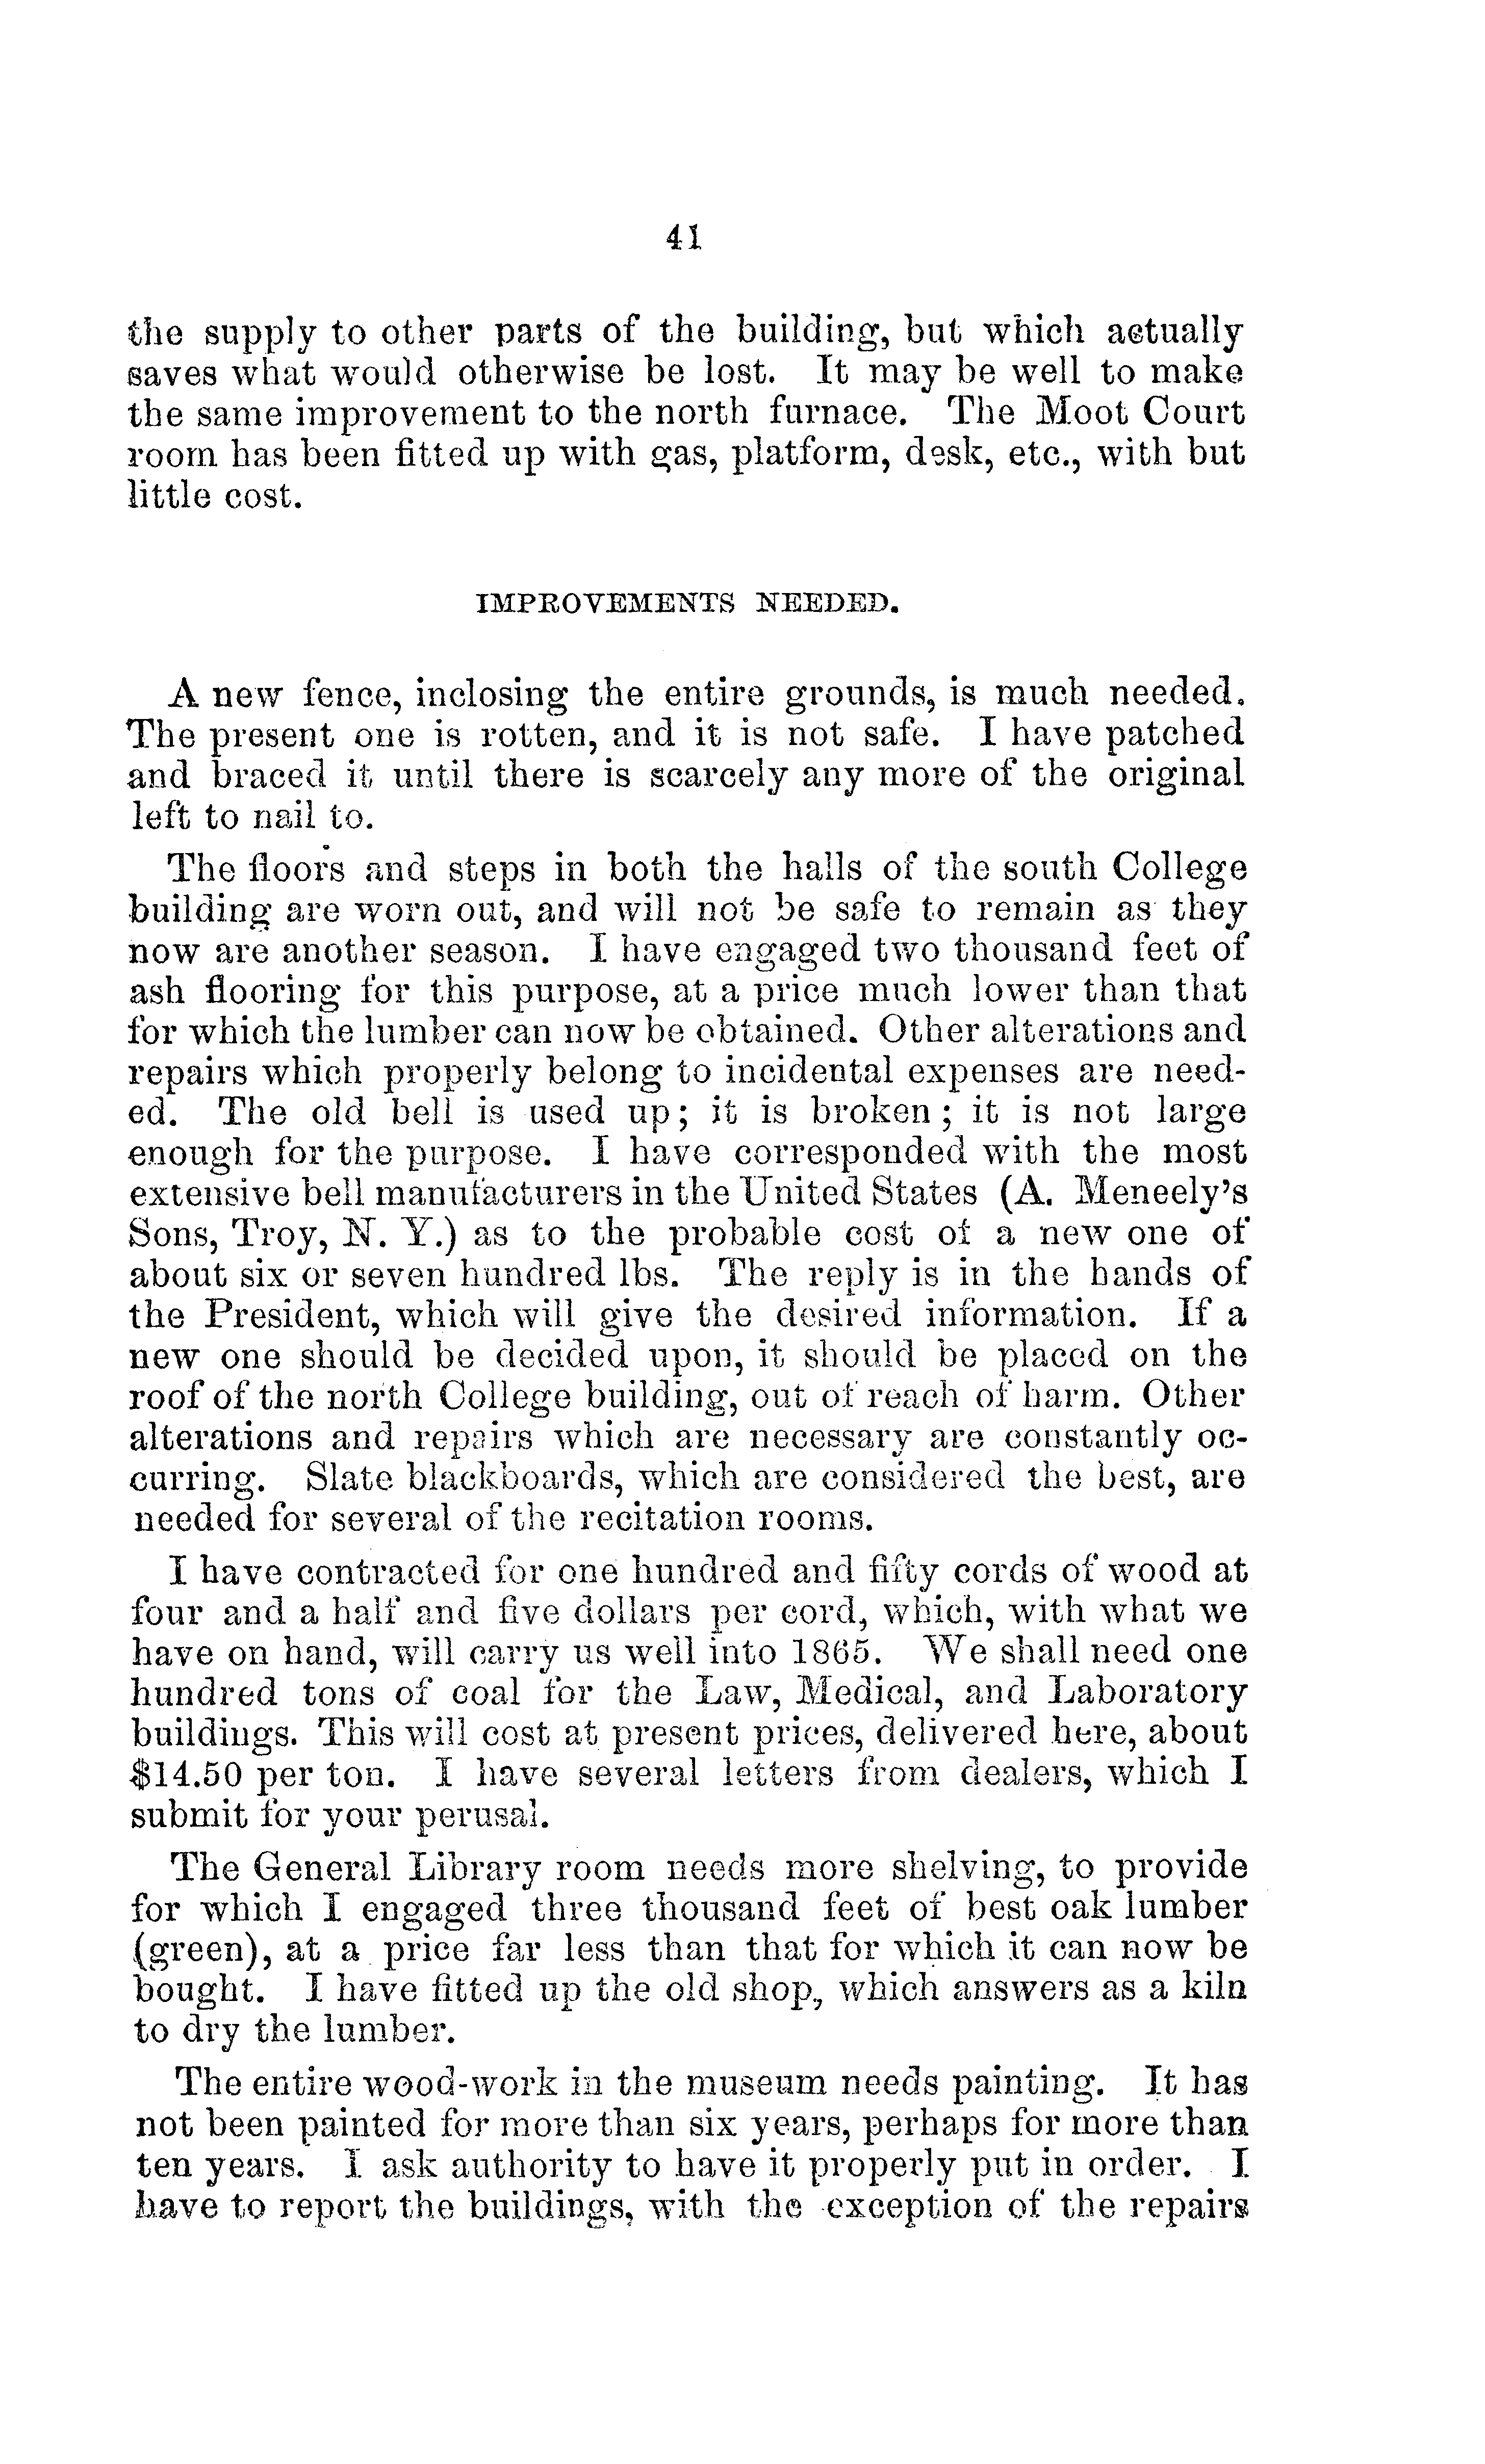 41
the supply to other parts of the building, but which actually
saves what would otherwise be lost. It may be well to make
the same improvement to the north furnace. The Moot Court
room has been fitted up with gas, platform, desk, etc., with but
little cost.
IMPROVEMENTS NEEDED.
A new fence, inclosing the entire grounds, is much needed.
The present one is rotten, and it is not safe. I have patched
and braced it until there is scarcely any more of the original
left to nail to.
The floors and steps in both the halls of the south College
building are worn out, and will not be safe to remain as they
now are another season. I have engaged two thousand feet of
ash flooring for this purpose, at a price much lower than that
for which the lumber can now be obtained. Other alterations and
repairs which properly belong to incidental expenses are need-
ed. The old bell is used up; it is broken; it is not large
enough for the purpose. I have corresponded with the most
extensive bell manufacturers in the United States (A. Meneely's
Sons, Troy, N. Y.) as to the probable cost of a new one of
about six or seven hundred lbs. The reply is in the hands of
the President, which will give the desired information. If a
new one should be decided upon, it should be placed on the
roof of the north College building, out of reach of harm. Other
alterations and repairs which are necessary are constantly oc-
curring. Slate blackboards, which are considered the best, are
needed for several of the recitation rooms.
I have contracted for one hundred and fifty cords of wood at
four and a half and five dollars per cord, which, with what we
have on hand, will carry us well into 1865. We shall need one
hundred tons of coal for the Law, Medical, and Laboratory
buildings. This will cost at present prices, delivered here, about
$14.50 per ton. I have several letters from dealers, which I
submit for your perusal.
The General Library room needs more shelving, to provide
for which I engaged three thousand feet of best oak lumber
(green), at a price far less than that for which it can now be
bought. I have fitted up the old shop, which answers as a kiln
to dry the lumber.
The entire wood-work in the museum needs painting. It has
not been painted for more than six years, perhaps for more than
ten years. I ask authority to have it properly put in order. I
have to report the buildings, with the exception of the repairs